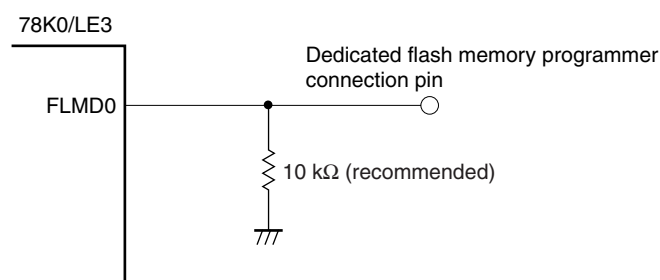 78K0/LE3
Dedicated flash memory programmer
connection pin
FLMD0
10 kΩ (recommended)